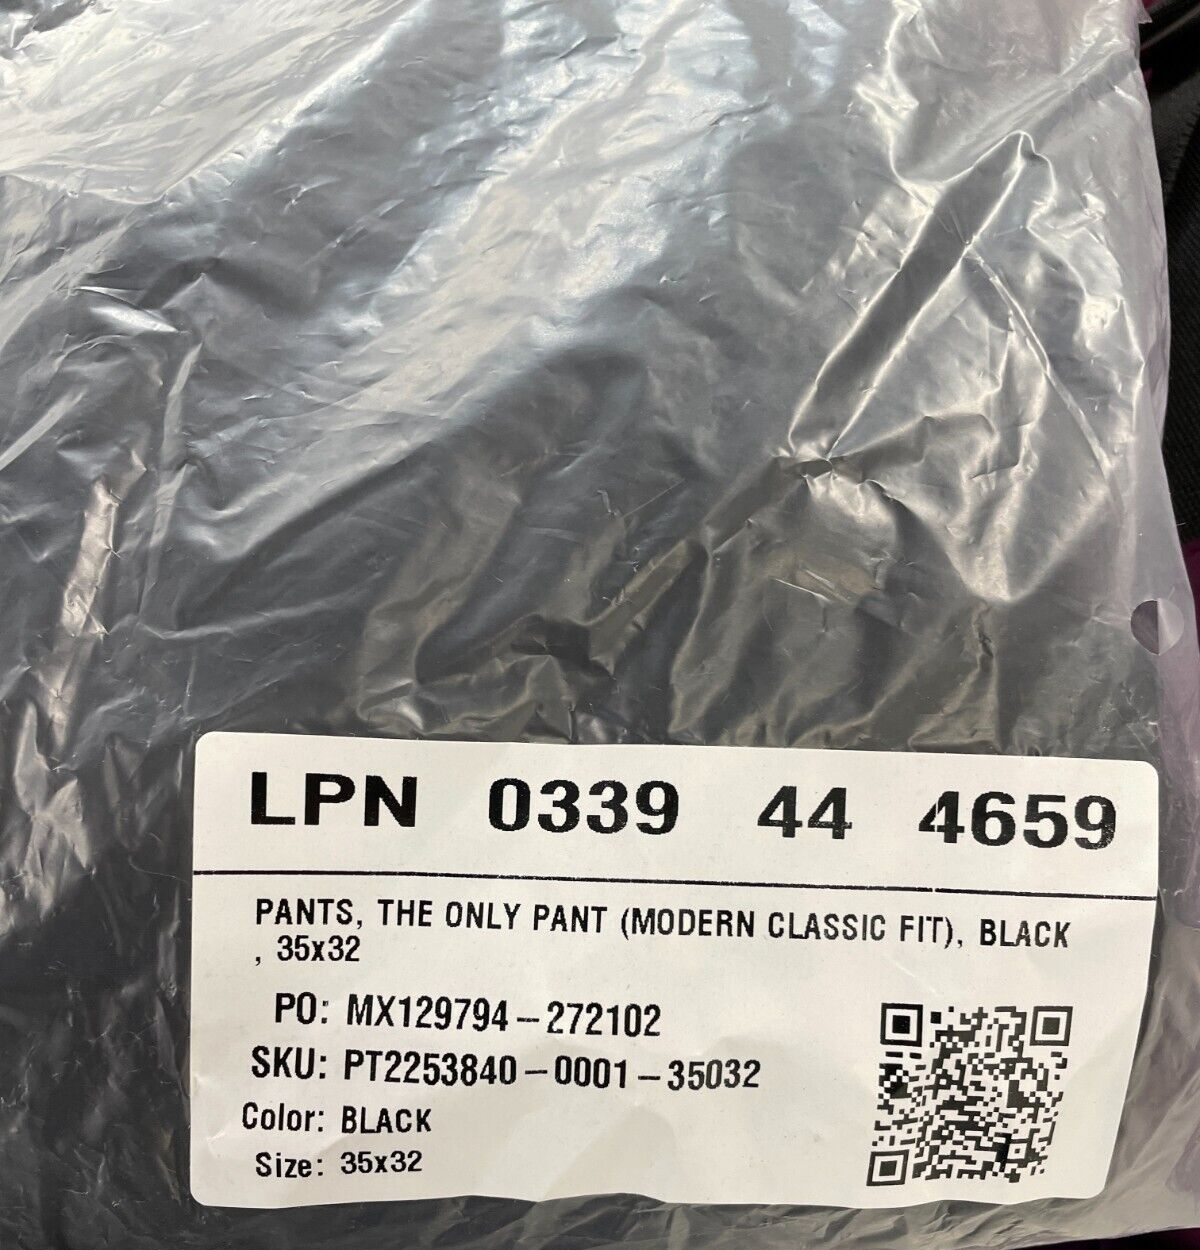 LPN 0339 44 4659
PANTS, THE ONLY PANT (MODERN CLASSIC FIT), BLACK
, 35x32
PO: MX129794-272102
SKU: PT2253840-0001-35032
Color: BLACK
Size: 35x32